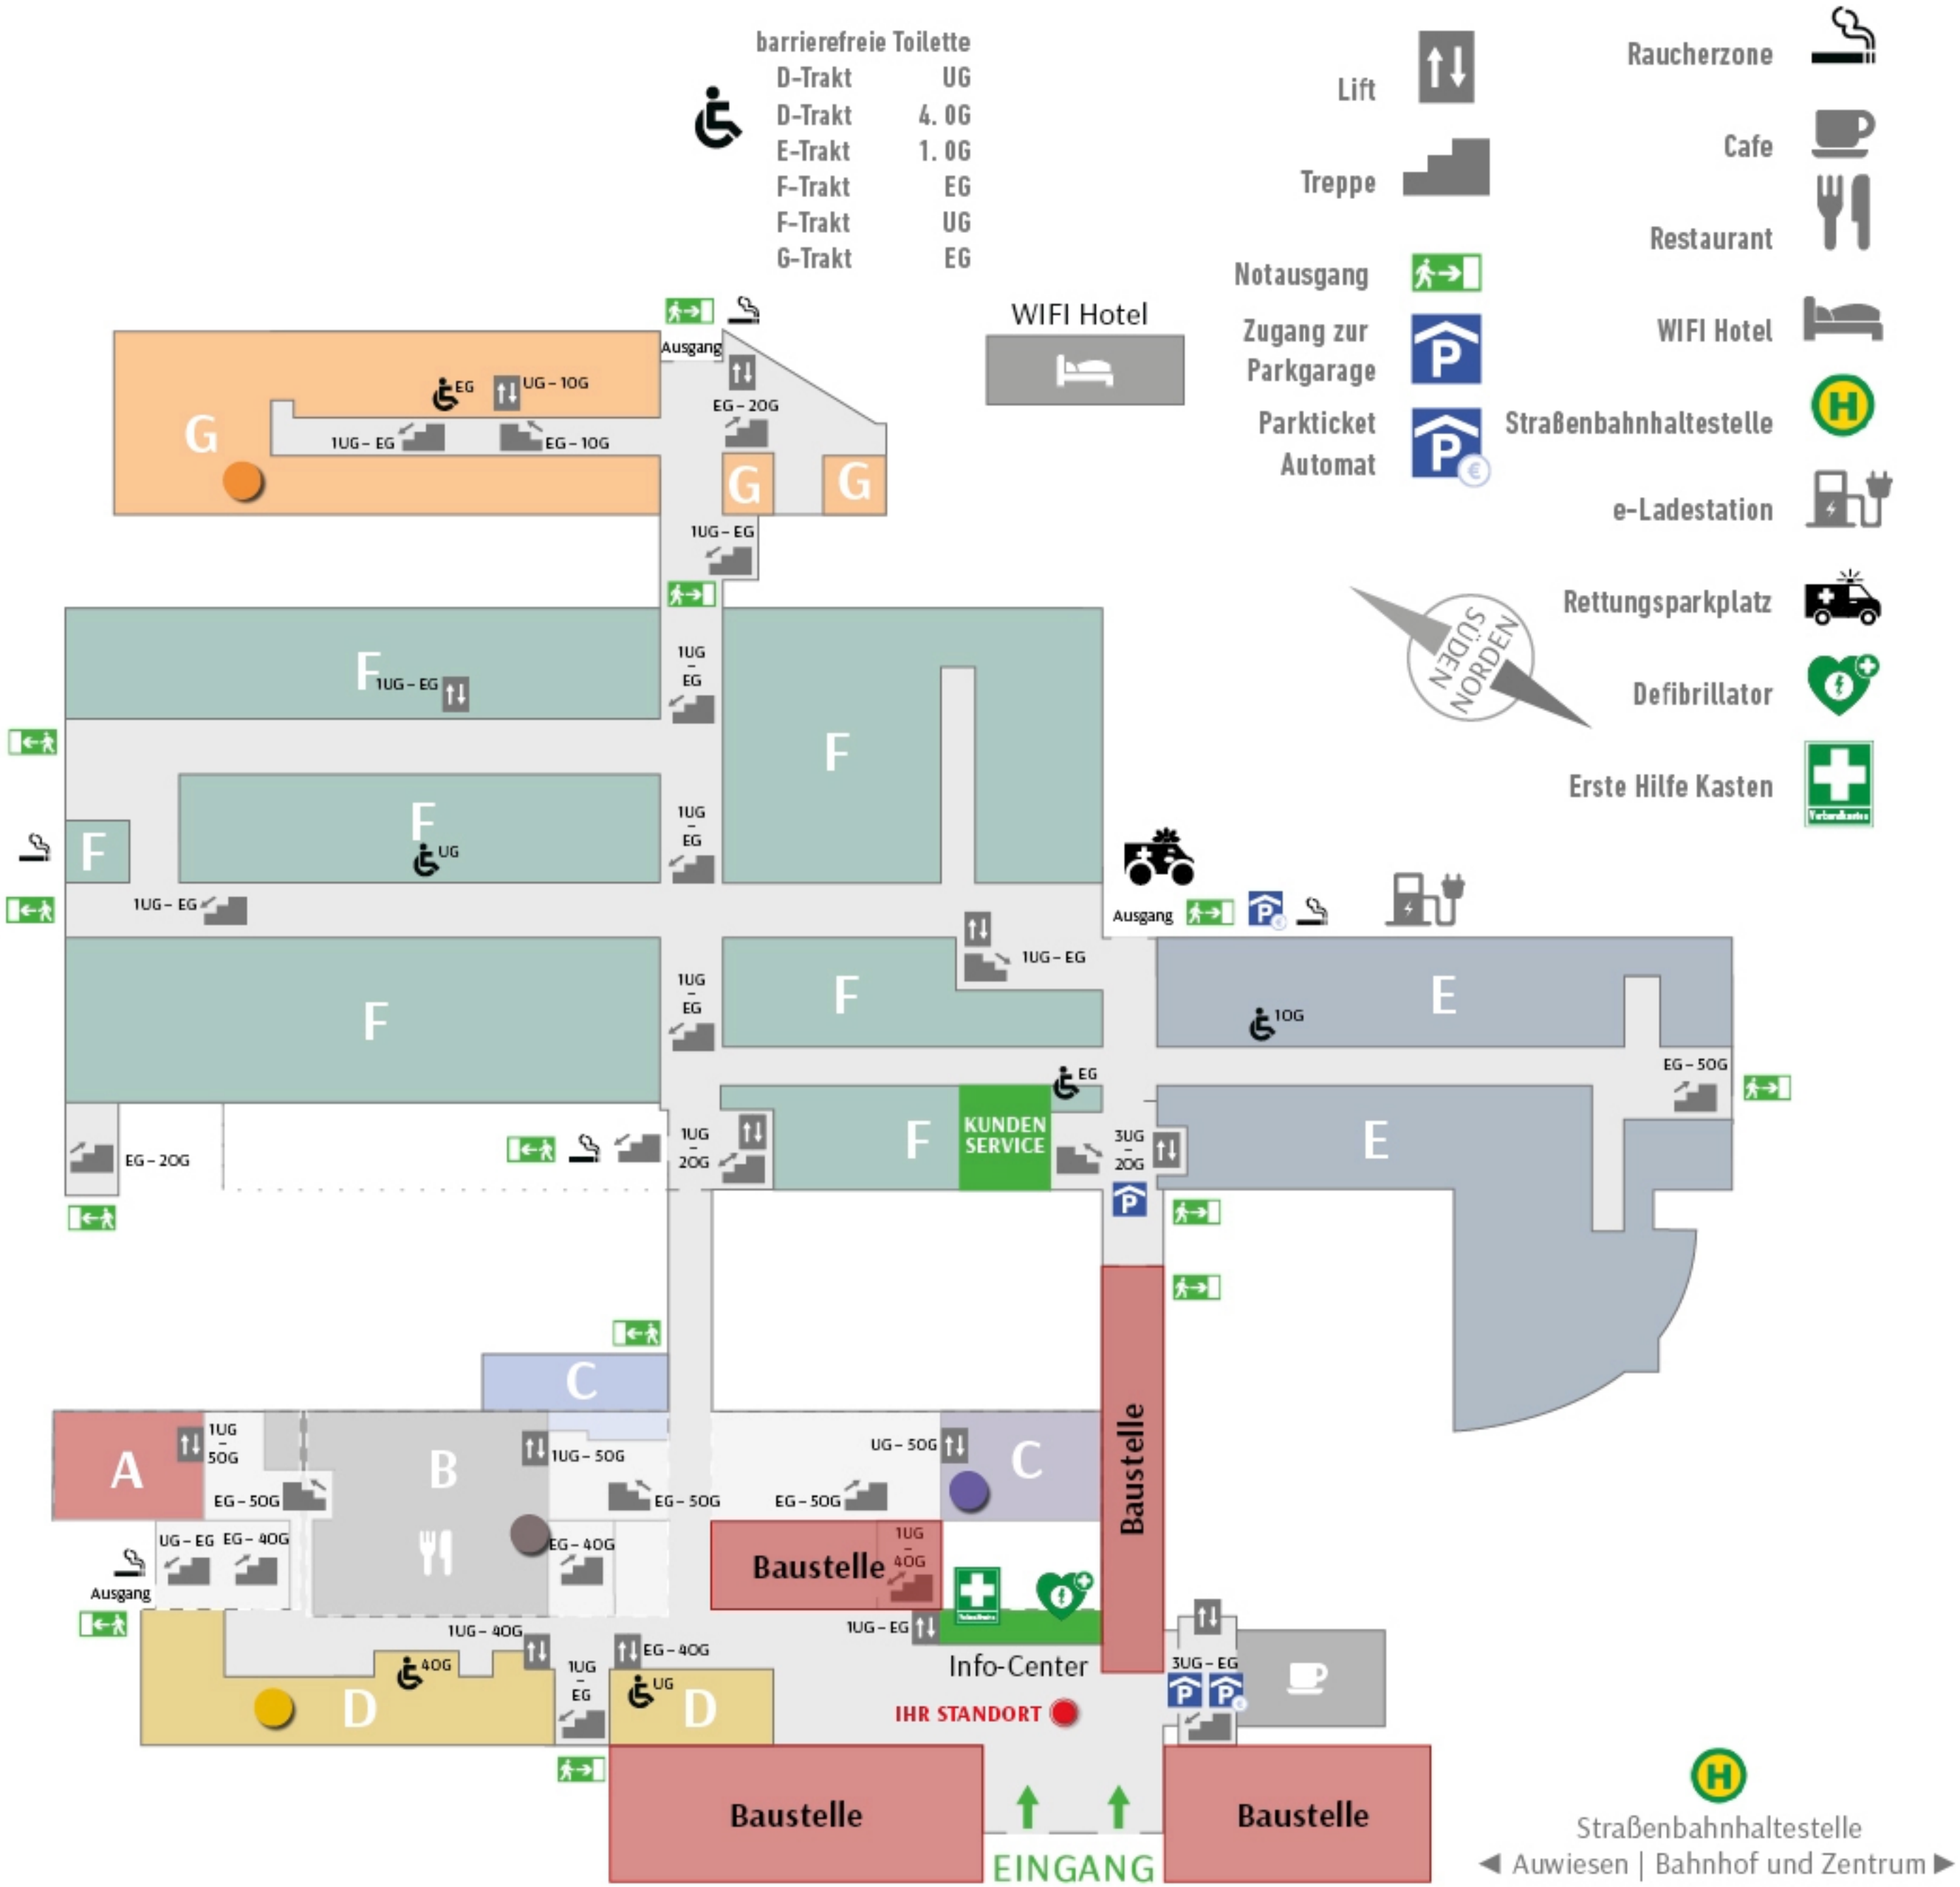 barrierefreie Toilette
D-Trakt UG
D-Trakt 4. OG
E-Trakt 1. OG
F-Trakt EG
F-Trakt UG
G-Trakt EG
Lift
Treppe
Notausgang
Zugang zur
Parkgarage
P
Parkticket
Automat
P €
Raucherzone
Cafe
Restaurant
WIFI Hotel
Straßenbahnhaltestelle
H
e-Ladestation
Rettungsparkplatz
Defibrillator
Erste Hilfe Kasten
Verbandkasten
SÜDEN
NORDEN
WIFI Hotel
Ausgang
EG
UG – 1OG
EG – 2OG
G
1UG – EG
EG – 1OG
G
G
1UG – EG
F
1UG – EG
1UG
–
EG
F
F
F
UG
1UG
–
EG
1UG – EG
Ausgang
P €
1UG – EG
F
1UG
–
EG
F
E
1OG
EG – 5OG
EG
EG – 2OG
1UG
–
2OG
F
KUNDEN
SERVICE
3UG
–
2OG
P
E
C
A
1UG
–
5OG
EG – 5OG
B
1UG – 5OG
EG – 5OG
UG – 5OG
EG – 5OG
C
Baustelle
UG – EG
EG – 4OG
EG – 4OG
Baustelle
1UG
–
4OG
Ausgang
1UG – 4OG
EG – 4OG
1UG – EG
Info-Center
4OG
D
1UG
–
EG
UG
D
IHR STANDORT
3UG – EG
P
P
Baustelle
EINGANG
Baustelle
H
Straßenbahnhaltestelle
◀ Auwiesen | Bahnhof und Zentrum ▶